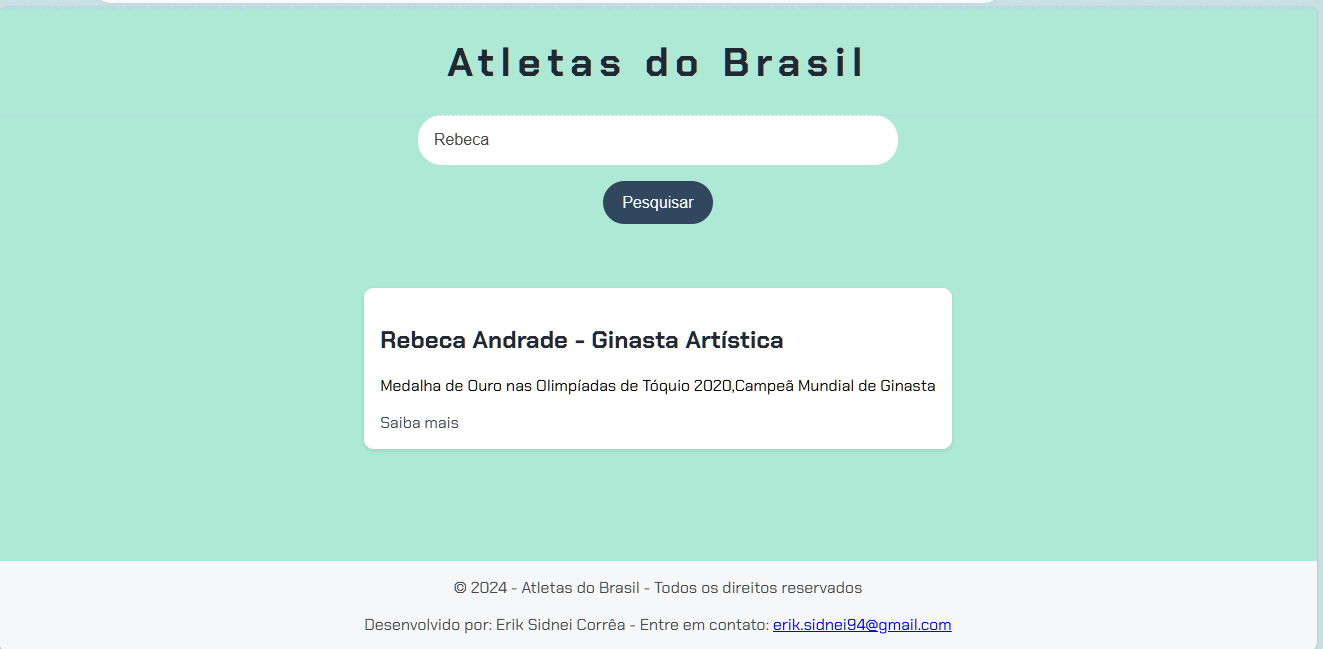 Atletas do Brasil
Rebeca
Pesquisar
Rebeca Andrade - Ginasta Artística
Medalha de Ouro nas Olimpíadas de Tóquio 2020,Campeã Mundial de Ginasta
Saiba mais
© 2024 - Atletas do Brasil - Todos os direitos reservados
Desenvolvido por: Erik Sidnei Corrêa - Entre em contato: erik.sidnei94@gmail.com